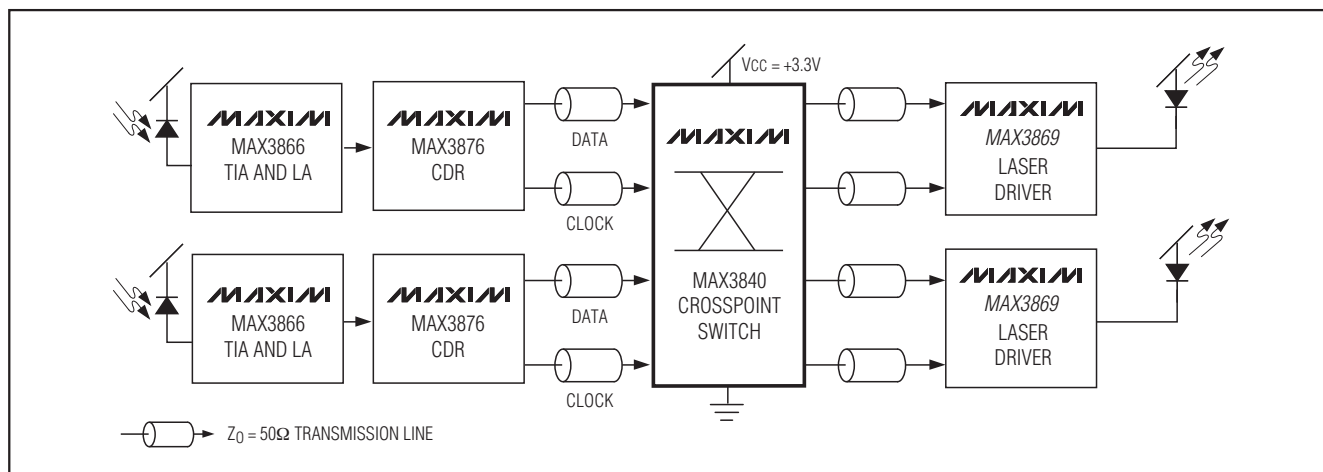 VCC = +3.3V
MAXIM
MAX3866
TIA AND LA
MAXIM
MAX3876
CDR
DATA
CLOCK
MAXIM
MAX3840
CROSSPOINT
SWITCH
MAXIM
MAX3869
LASER
DRIVER
MAXIM
MAX3866
TIA AND LA
MAXIM
MAX3876
CDR
DATA
CLOCK
MAXIM
MAX3869
LASER
DRIVER
Z0 = 50Ω TRANSMISSION LINE